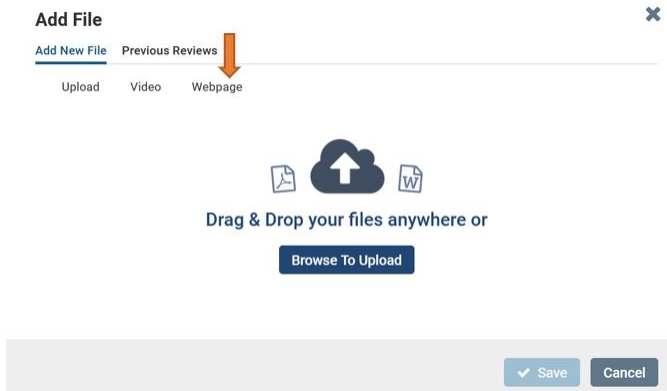 Add File
Add New File Previous Reviews
Upload Video Webpage
W
Drag & Drop your files anywhere or
Browse To Upload
Save Cancel